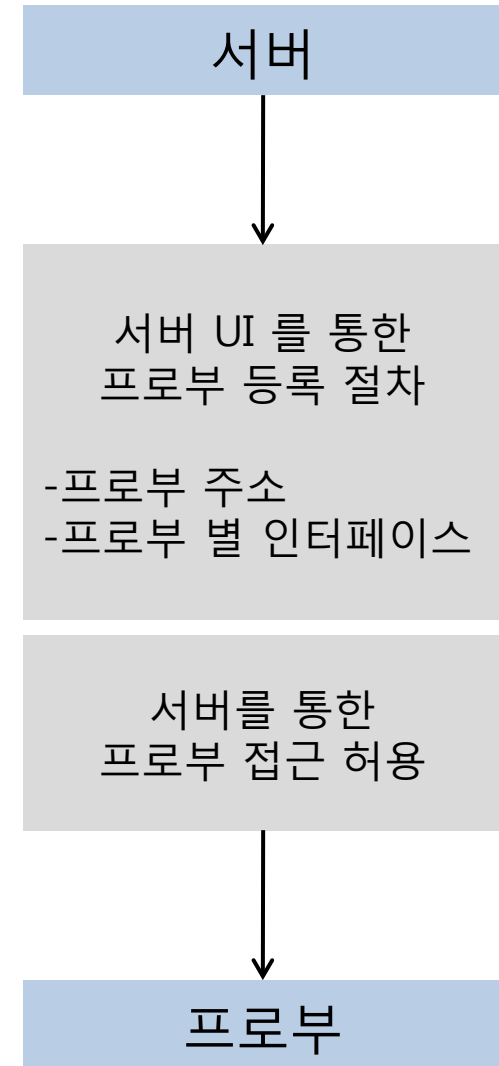 서버
서버 UI 를 통한
프로부 등록 절차
-프로부 주소
-프로부 별 인터페이스
서버를 통한
프로부 접근 허용
프로부